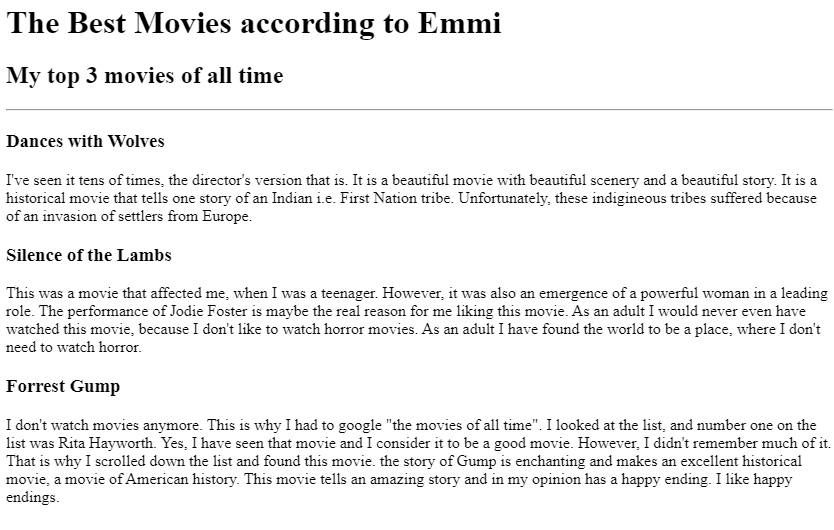 The Best Movies according to Emmi
My top 3 movies of all time
Dances with Wolves
I've seen it tens of times, the director's version that is. It is a beautiful movie with beautiful scenery and a beautiful story. It is a
historical movie that tells one story of an Indian i.e. First Nation tribe. Unfortunately, these indigineous tribes suffered because
of an invasion of settlers from Europe.
Silence of the Lambs
This was a movie that affected me, when I was a teenager. However, it was also an emergence of a powerful woman in a leading
role. The performance of Jodie Foster is maybe the real reason for me liking this movie. As an adult I would never even have
watched this movie, because I don't like to watch horror movies. As an adult I have found the world to be a place, where I don't
need to watch horror.
Forrest Gump
I don't watch movies anymore. This is why I had to google "the movies of all time". I looked at the list, and number one on the
list was Rita Hayworth. Yes, I have seen that movie and I consider it to be a good movie. However, I didn't remember much of it.
That is why I scrolled down the list and found this movie. the story of Gump is enchanting and makes an excellent historical
movie, a movie of American history. This movie tells an amazing story and in my opinion has a happy ending. I like happy
endings.